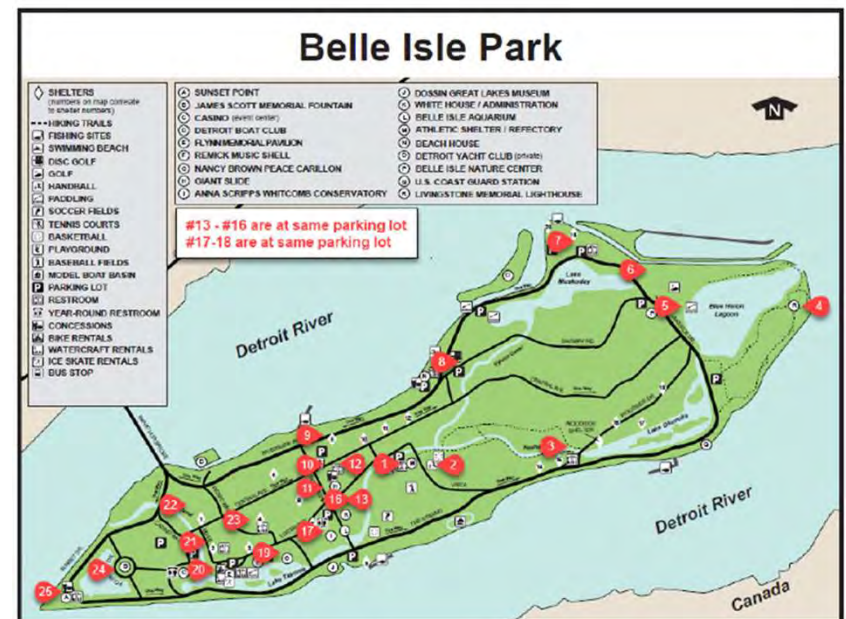 Belle Isle Park
SHELTERS
(numbers on map correlate
to shelter numbers)
HIKING TRAILS
FISHING SITES
SWIMMING BEACH
DISC GOLF
GOLF
HANDBALL
PADDLING
SOCCER FIELDS
TENNIS COURTS
BASKETBALL
PLAYGROUND
BASEBALL FIELDS
MODEL BOAT BASIN
P PARKING LOT
RESTROOM
YEAR-ROUND RESTROOM
CONCESSIONS
BIKE RENTALS
WATERCRAFT RENTALS
ICE SKATE RENTALS
BUS STOP
A SUNSET POINT
B JAMES SCOTT MEMORIAL FOUNTAIN
C CASINO (event center)
D DETROIT BOAT CLUB
E FLYNN MEMORIAL PAVILION
F REMICK MUSIC SHELL
G NANCY BROWN PEACE CARILLON
H GIANT SLIDE
I ANNA SCRIPPS WHITCOMB CONSERVATORY
J DOSSIN GREAT LAKES MUSEUM
K WHITE HOUSE / ADMINISTRATION
L BELLE ISLE AQUARIUM
M ATHLETIC SHELTER / REFECTORY
N BEACH HOUSE
O DETROIT YACHT CLUB (private)
P BELLE ISLE NATURE CENTER
Q U.S. COAST GUARD STATION
R LIVINGSTONE MEMORIAL LIGHTHOUSE
N
#13 - #16 are at same parking lot
#17-18 are at same parking lot
7
6
Lake
Muskoday
5
Blue Heron
Lagoon
4
Detroit River
8
CENTRAL AVE
9
10
12
1
2
3
WOODSIDE
SHELTER
Lake Okonoka
11
16
13
22
23
17
21
19
24
20
Lake Tacoma
25
Detroit River
Canada